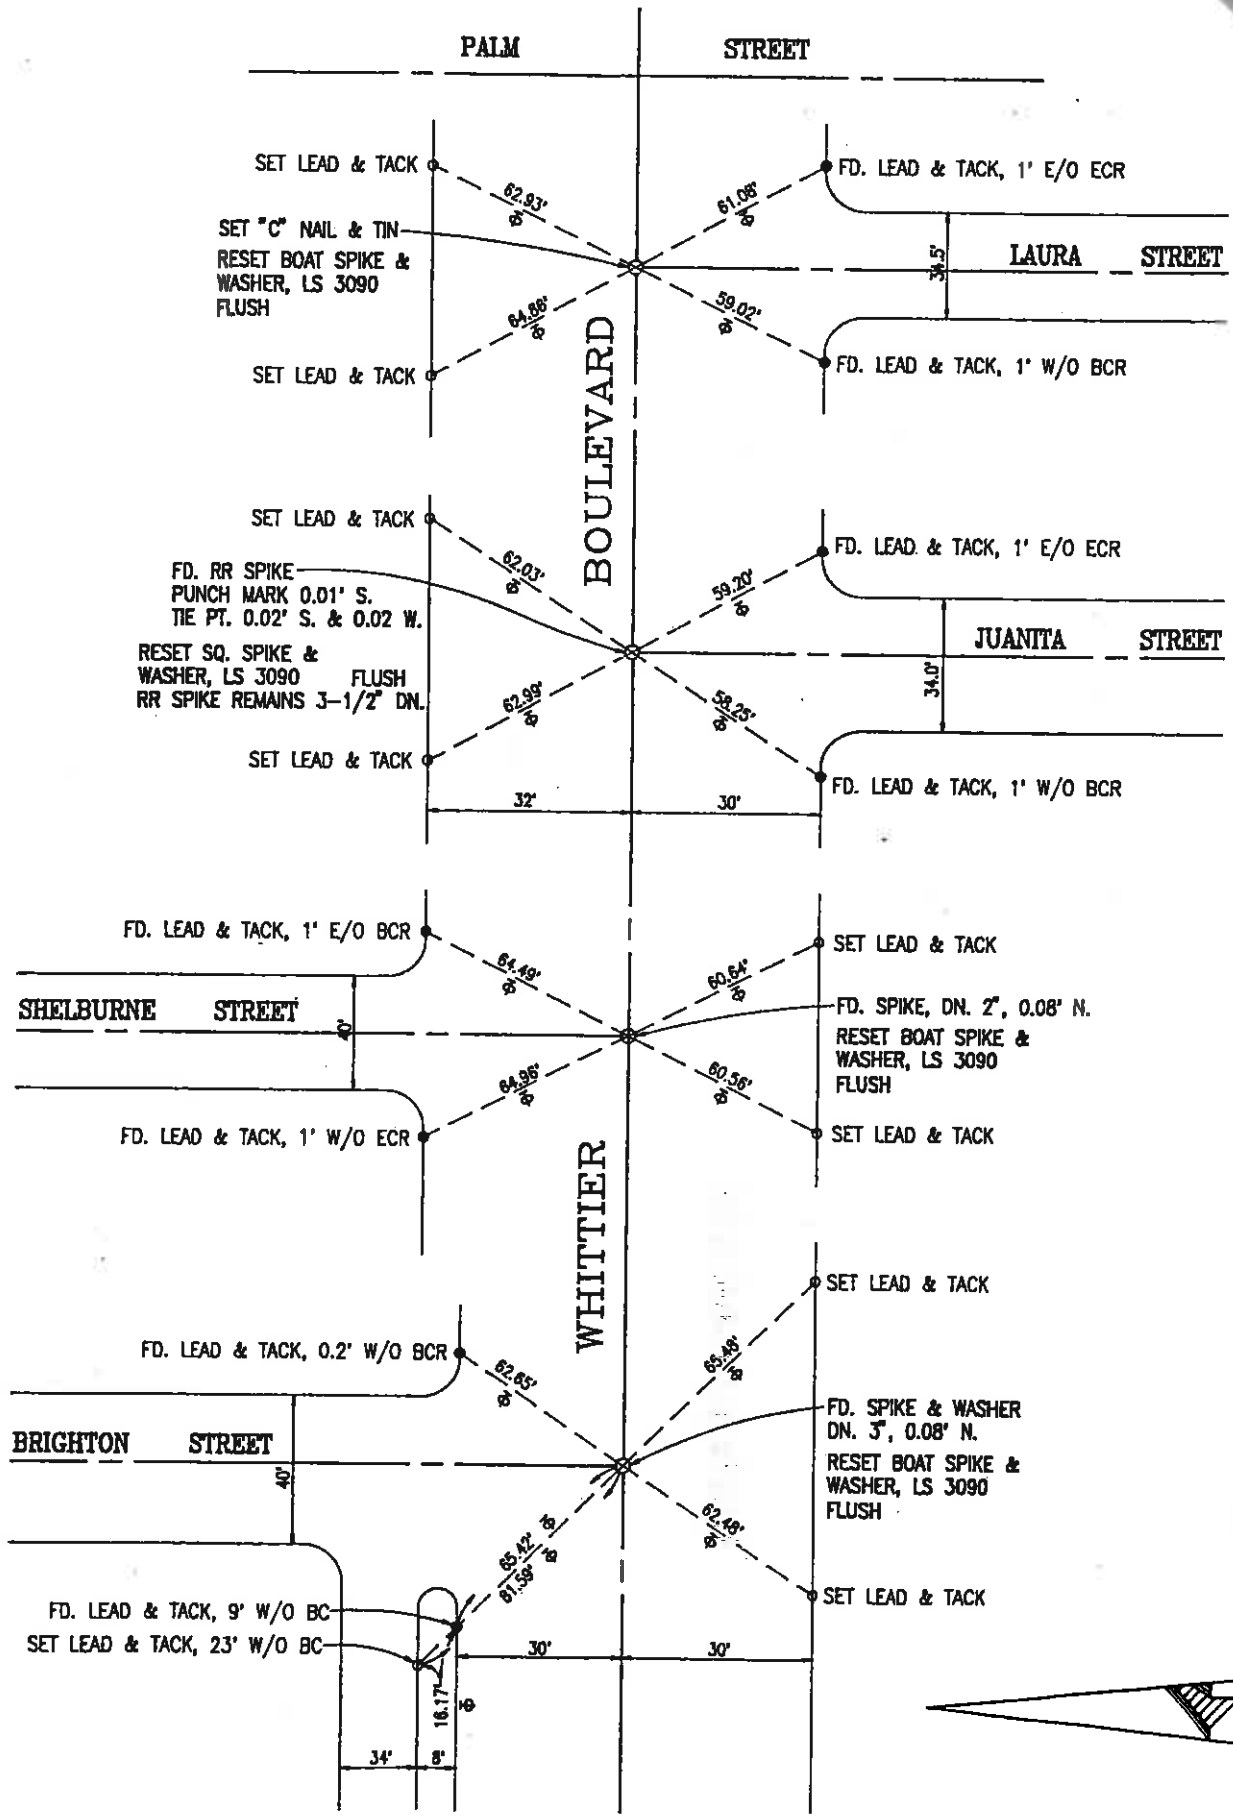 PALM STREET
SET LEAD & TACK
62.93'
61.08'
FD. LEAD & TACK, 1' E/O ECR
SET "C" NAIL & TIN
RESET BOAT SPIKE &
WASHER, LS 3090
FLUSH
34.5'
LAURA STREET
64.86'
59.02'
SET LEAD & TACK
FD. LEAD & TACK, 1' W/O BCR
BOULEVARD
SET LEAD & TACK
62.03'
59.20'
FD. LEAD & TACK, 1' E/O ECR
FD. RR SPIKE
PUNCH MARK 0.01' S.
TIE PT. 0.02' S. & 0.02 W.
RESET SQ. SPIKE &
WASHER, LS 3090 FLUSH
RR SPIKE REMAINS 3-1/2" DN.
JUANITA STREET
34.0'
62.99'
58.25'
SET LEAD & TACK
FD. LEAD & TACK, 1' W/O BCR
32'
30'
FD. LEAD & TACK, 1' E/O BCR
64.49'
60.64'
SET LEAD & TACK
SHELBURNE STREET
40'
FD. SPIKE, DN. 2", 0.08' N.
RESET BOAT SPIKE &
WASHER, LS 3090
FLUSH
64.96'
60.56'
FD. LEAD & TACK, 1' W/O ECR
SET LEAD & TACK
WHITTIER
SET LEAD & TACK
FD. LEAD & TACK, 0.2' W/O BCR
62.65'
65.48'
BRIGHTON STREET
40'
FD. SPIKE & WASHER
DN. 3", 0.08' N.
RESET BOAT SPIKE &
WASHER, LS 3090
FLUSH
65.42'
81.59'
62.48'
SET LEAD & TACK
FD. LEAD & TACK, 9' W/O BC
SET LEAD & TACK, 23' W/O BC
30'
30'
16.17'
34'
8'